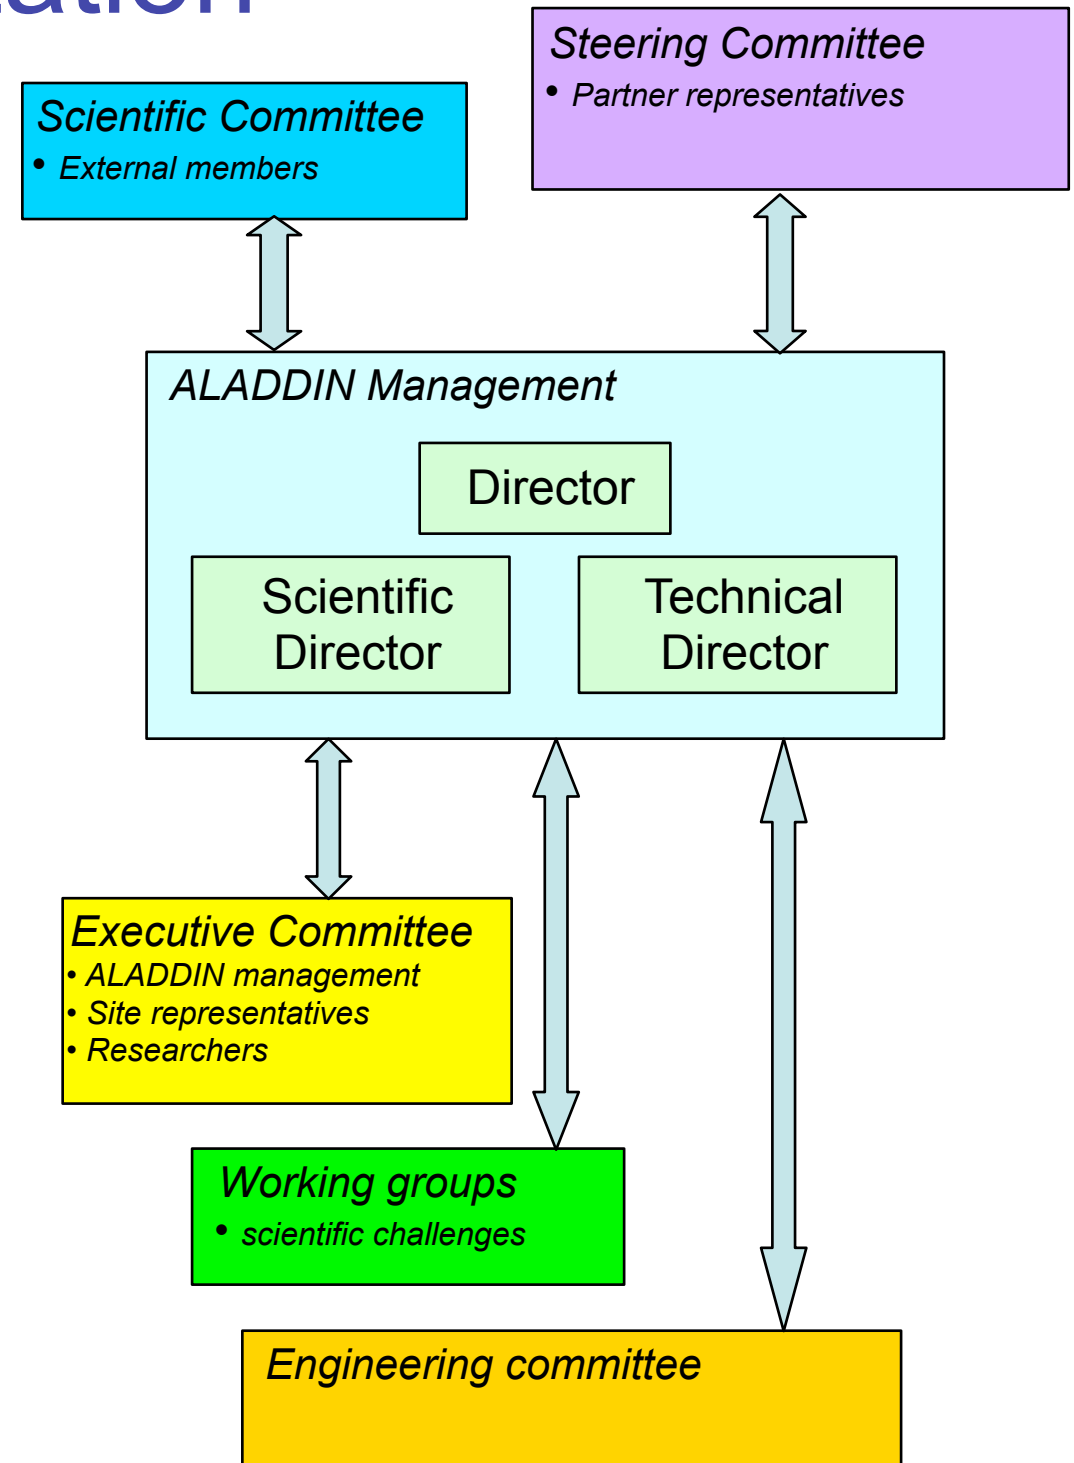 Steering Committee
• Partner representatives
Scientific Committee
• External members
ALADDIN Management
Director
Scientific
Director
Technical
Director
Executive Committee
• ALADDIN management
• Site representatives
• Researchers
Working groups
• scientific challenges
Engineering committee